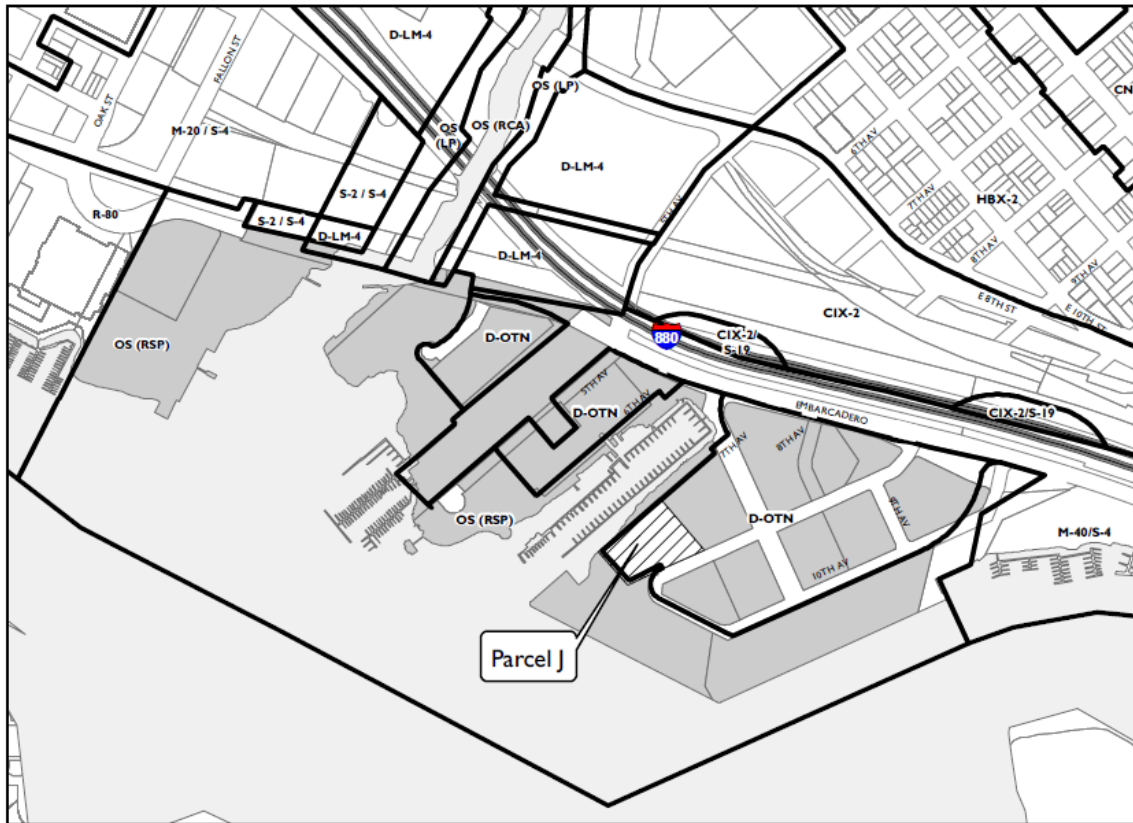 D-LM-4
FALLON ST
OAK ST
OS (LP)
CN
OS
(LP)
OS (RCA)
M-20 / S-4
6TH AV
D-LM-4
S-2 / S-4
7TH AV
HBX-2
5TH AV
R-80
S-2 / S-4
D-LM-4
8TH AV
D-LM-4
9TH AV
E 8TH ST
E 10TH ST
CIX-2
880
CIX-2/
S-19
OS (RSP)
D-OTN
5TH AV
6TH AV
D-OTN
EMBARCADERO
CIX-2/S-19
7TH AV
8TH AV
OS (RSP)
D-OTN
9TH AV
M-40/S-4
10TH AV
Parcel J